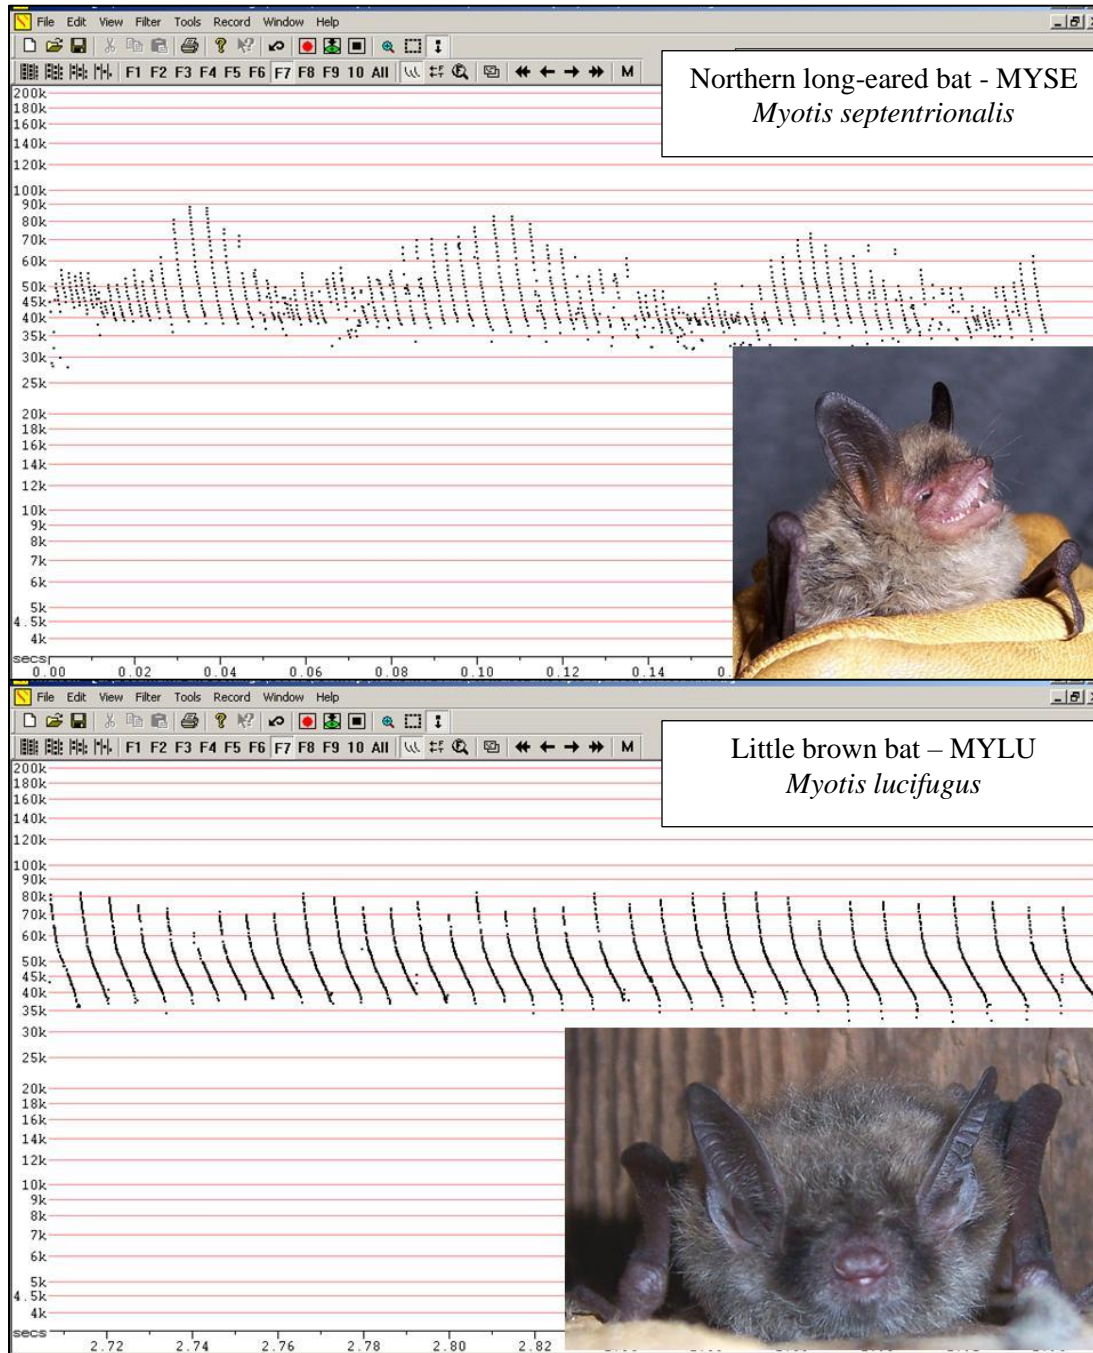 File Edit View Filter Tools Record Window Help
F1 F2 F3 F4 F5 F6 F7 F8 F9 10 All M
Northern long-eared bat - MYSE
Myotis septentrionalis
200k
180k
160k
140k
120k
100k
90k
80k
70k
60k
50k
45k
40k
35k
30k
25k
20k
18k
16k
14k
12k
10k
9k
8k
7k
6k
5k
4.5k
4k
secs
0.00 0.02 0.04 0.06 0.08 0.10 0.12 0.14
File Edit View Filter Tools Record Window Help
F1 F2 F3 F4 F5 F6 F7 F8 F9 10 All M
Little brown bat – MYLU
Myotis lucifugus
200k
180k
160k
140k
120k
100k
90k
80k
70k
60k
50k
45k
40k
35k
30k
25k
20k
18k
16k
14k
12k
10k
9k
8k
7k
6k
5k
4.5k
4k
secs
2.72 2.74 2.76 2.78 2.80 2.82